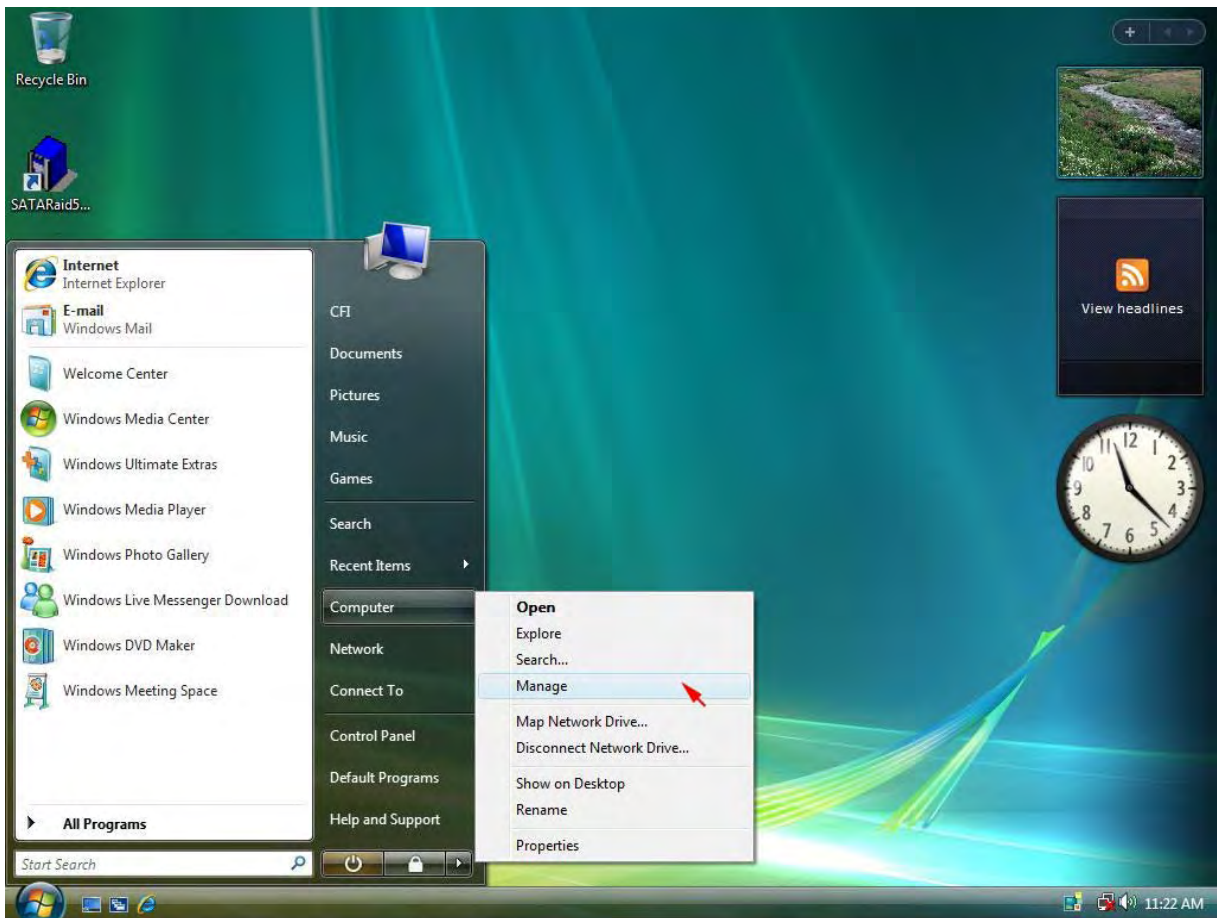 Recycle Bin
SATARaid5...
Internet
Internet Explorer
E-mail
Windows Mail
Welcome Center
Windows Media Center
Windows Ultimate Extras
Windows Media Player
Windows Photo Gallery
Windows Live Messenger Download
Windows DVD Maker
Windows Meeting Space
All Programs
Start Search
CFI
Documents
Pictures
Music
Games
Search
Recent Items
Computer
Network
Connect To
Control Panel
Default Programs
Help and Support
Open
Explore
Search...
Manage
Map Network Drive...
Disconnect Network Drive...
Show on Desktop
Rename
Properties
View headlines
11 12 1
10 2
9 3
8 4
7 6 5
11:22 AM